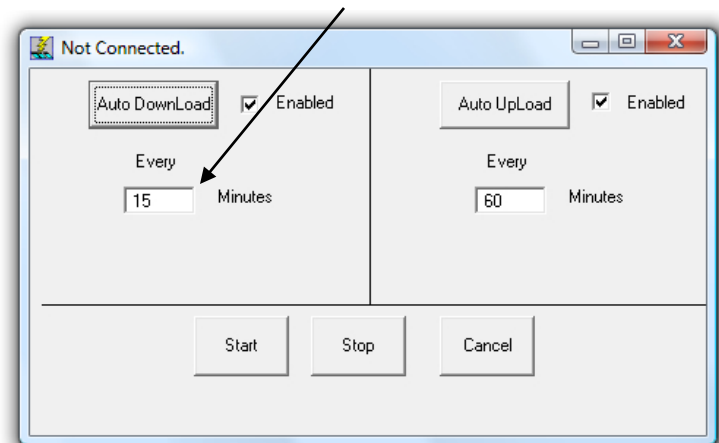 Not Connected.
Auto DownLoad Enabled
Every
15 Minutes
Auto UpLoad Enabled
Every
60 Minutes
Start Stop Cancel